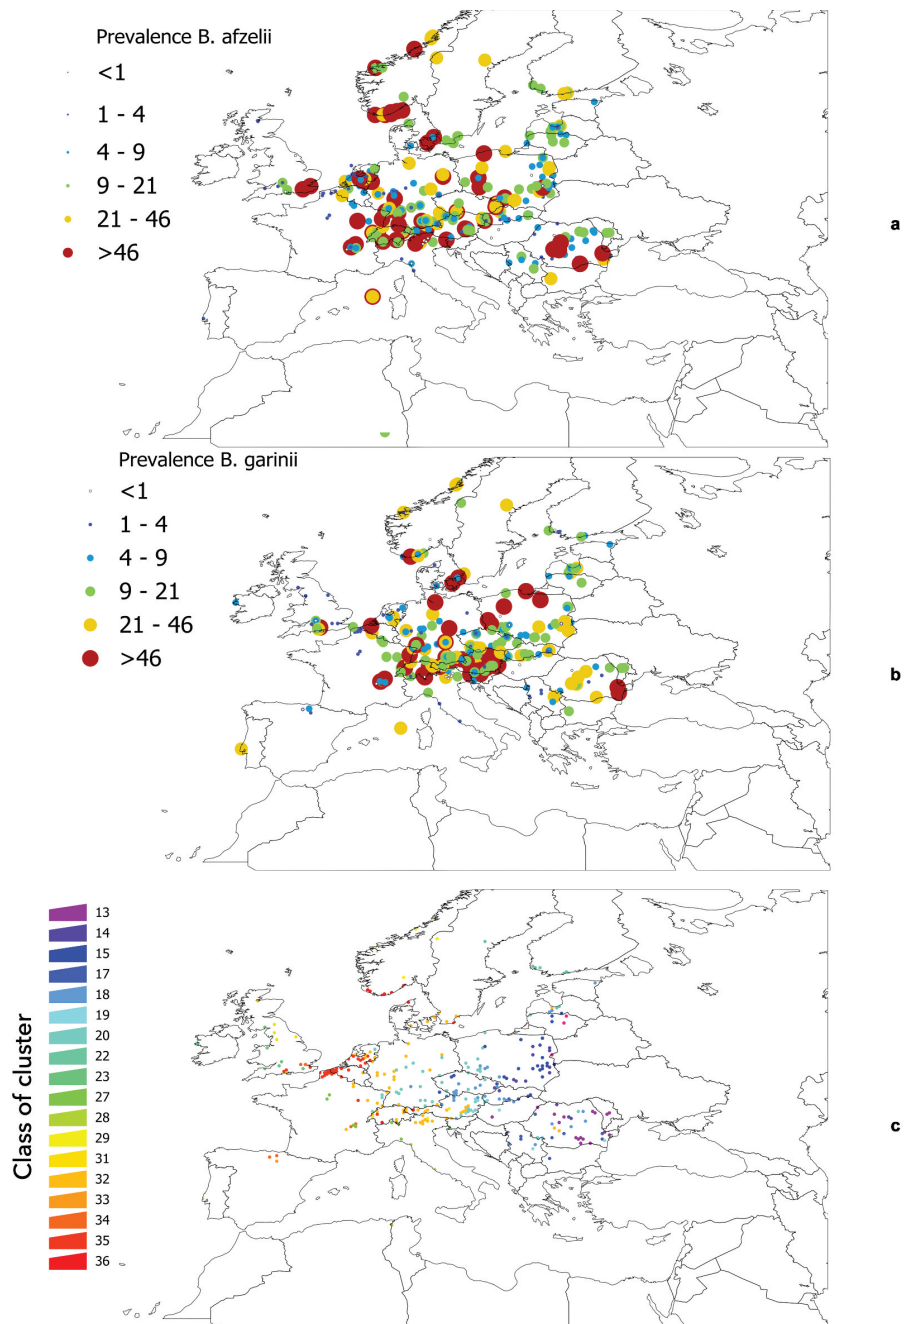 Prevalence B. afzelii
<1
1 - 4
4 - 9
9 - 21
21 - 46
>46
a
Prevalence B. garinii
<1
1 - 4
4 - 9
9 - 21
21 - 46
>46
b
Class of cluster
13
14
15
17
18
19
20
22
23
27
28
29
31
32
33
34
35
36
c